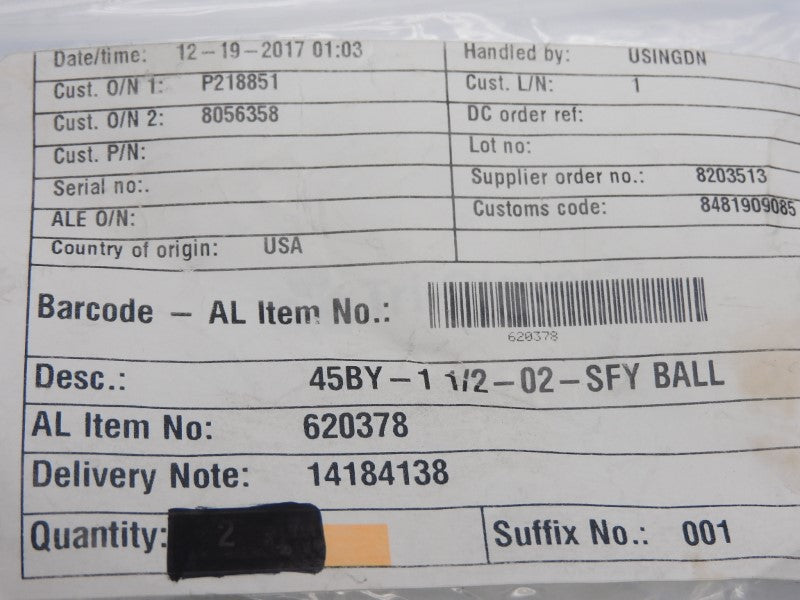 Date/time: 12-19-2017 01:03 Handled by: USINGDN
Cust. O/N 1: P218851 Cust. L/N: 1
Cust. O/N 2: 8056358 DC order ref:
Cust. P/N: Lot no:
Serial no:. Supplier order no.: 8203513
ALE O/N: Customs code: 8481909085
Country of origin: USA
Barcode - AL Item No.:
620378
Desc.: 45BY-1 1/2-02-SFY BALL
AL Item No: 620378
Delivery Note: 14184138
Quantity: 2 Suffix No.: 001